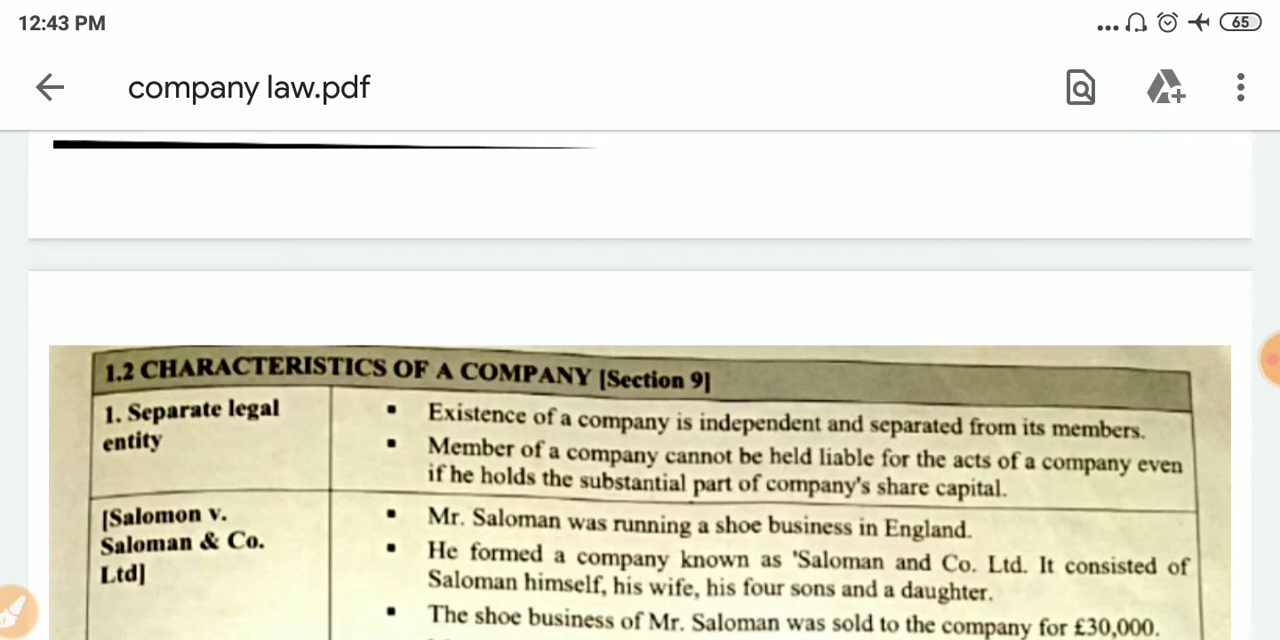 12:43 PM
65
company law.pdf
1.2 CHARACTERISTICS OF A COMPANY [Section 9]
1. Separate legal
entity
▪ Existence of a company is independent and separated from its members.
▪ Member of a company cannot be held liable for the acts of a company even
if he holds the substantial part of company's share capital.
[Salomon v.
Saloman & Co.
Ltd]
▪ Mr. Saloman was running a shoe business in England.
▪ He formed a company known as 'Saloman and Co. Ltd. It consisted of
Saloman himself, his wife, his four sons and a daughter.
▪ The shoe business of Mr. Saloman was sold to the company for £30,000.